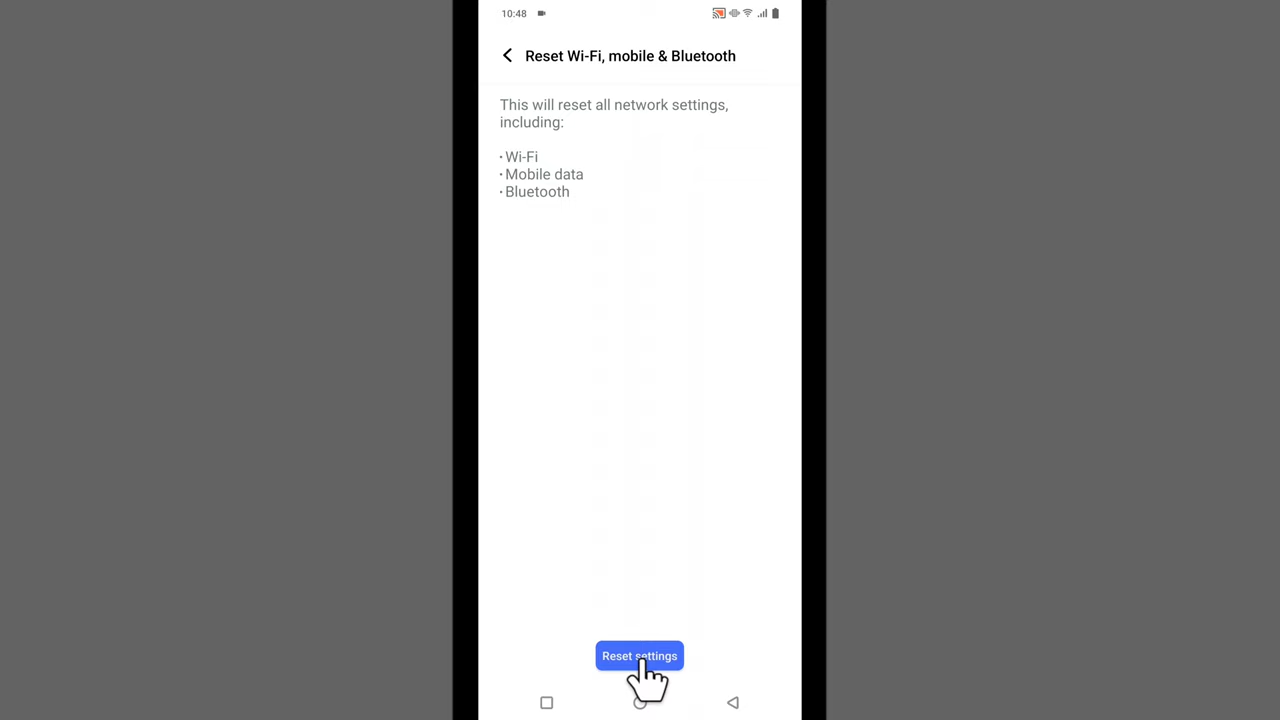 10:48
Reset Wi-Fi, mobile & Bluetooth
This will reset all network settings,
including:
· Wi-Fi
· Mobile data
· Bluetooth
Reset settings